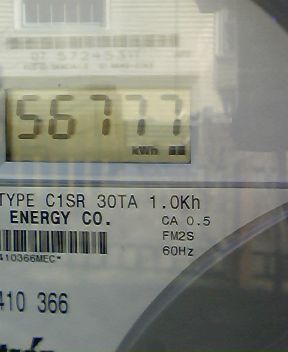 56777
kWh
TYPE C1SR 30TA 1.0Kh
ENERGY CO. CA 0.5
FM2S
410366MEC* 60Hz
410 366